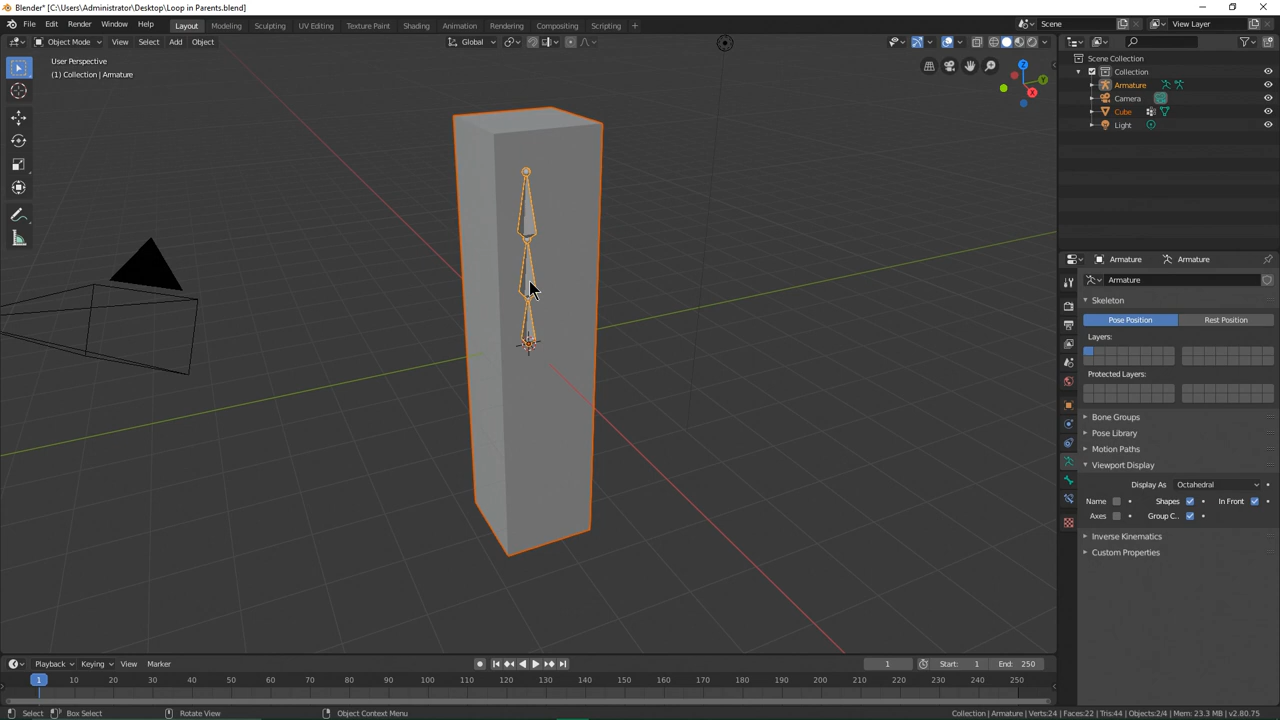 Blender* [C:\Users\Administrator\Desktop\Loop in Parents.blend]
File Edit Render Window Help Layout Modeling Sculpting UV Editing Texture Paint Shading Animation Rendering Compositing Scripting + Scene View Layer
Object Mode View Select Add Object Global
User Perspective
(1) Collection | Armature
Z
Y
X
Scene Collection
Collection
Armature
Camera
Cube
Light
Armature Armature
Armature
Skeleton
Pose Position Rest Position
Layers:
Protected Layers:
Bone Groups
Pose Library
Motion Paths
Viewport Display
Display As Octahedral
Name Shapes In Front
Axes Group C..
Inverse Kinematics
Custom Properties
Playback Keying View Marker 1 Start: 1 End: 250
1 10 20 30 40 50 60 70 80 90 100 110 120 130 140 150 160 170 180 190 200 210 220 230 240 250
Select Box Select Rotate View Object Context Menu Collection | Armature | Verts:24 | Faces:22 | Tris:44 | Objects:2/4 | Mem: 23.3 MB | v2.80.75